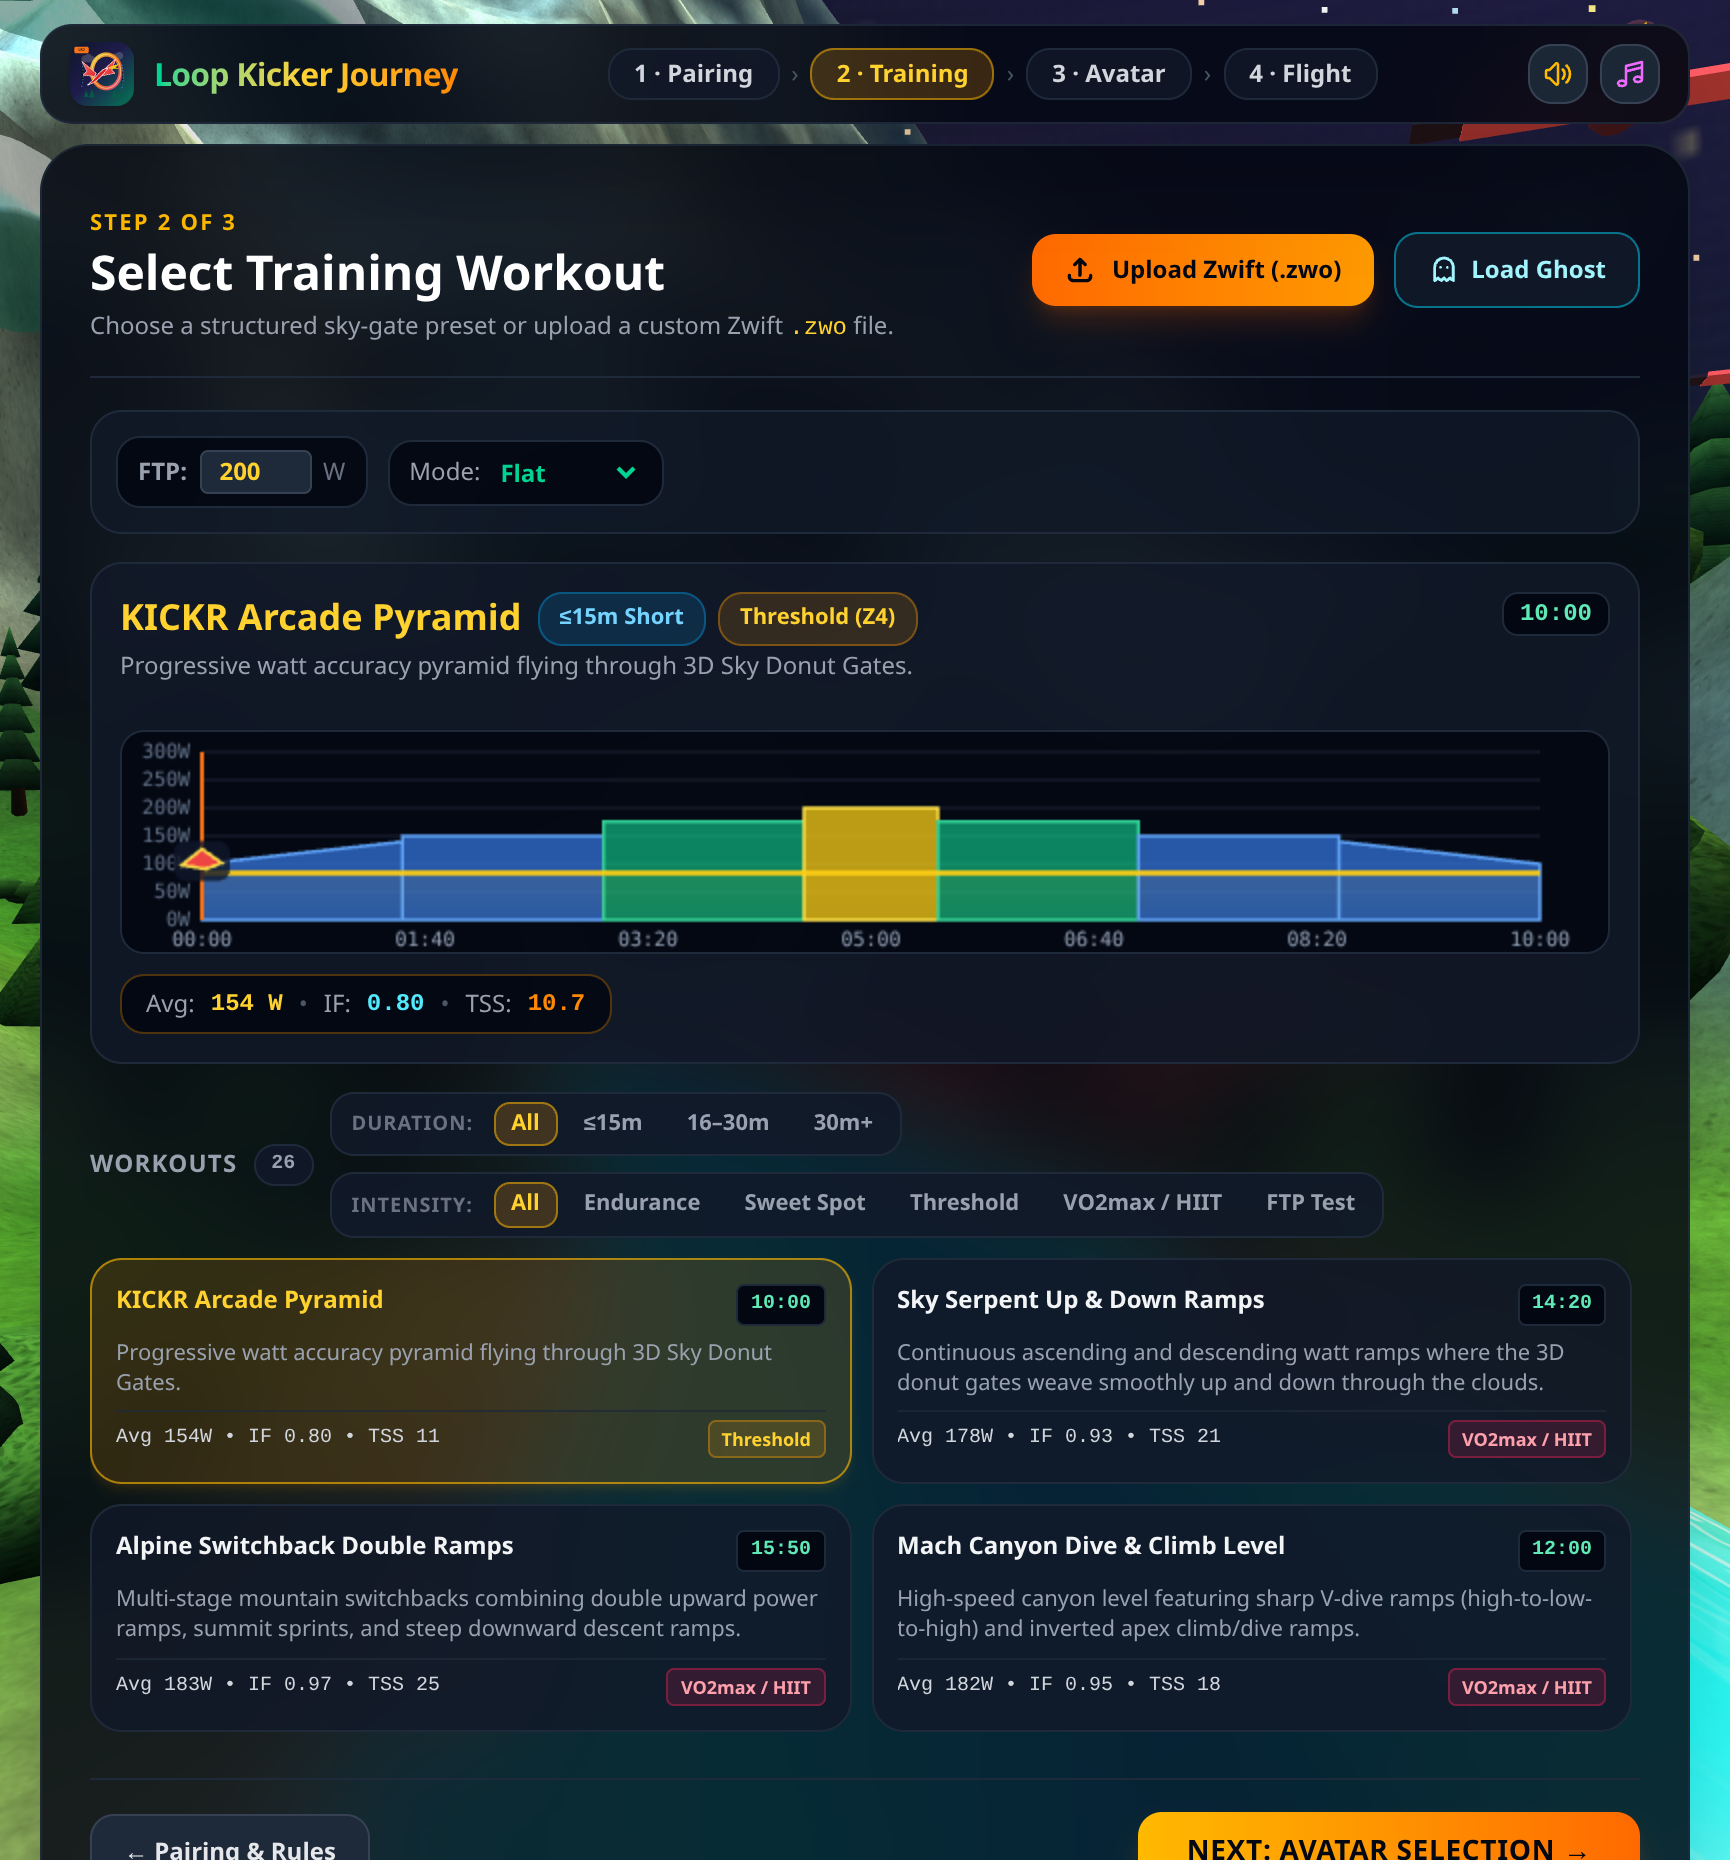 Loop Kicker Journey
1 · Pairing
›
2 · Training
›
3 · Avatar
›
4 · Flight
STEP 2 OF 3
Select Training Workout
Choose a structured sky-gate preset or upload a custom Zwift .zwo file.
Upload Zwift (.zwo)
Load Ghost
FTP: 200 W
Mode: Flat
KICKR Arcade Pyramid
≤15m Short
Threshold (Z4)
10:00
Progressive watt accuracy pyramid flying through 3D Sky Donut Gates.
300W
250W
200W
150W
100
50W
0W
00:00 01:40 03:20 05:00 06:40 08:20 10:00
Avg: 154 W • IF: 0.80 • TSS: 10.7
WORKOUTS 26
DURATION: All ≤15m 16–30m 30m+
INTENSITY: All Endurance Sweet Spot Threshold VO2max / HIIT FTP Test
KICKR Arcade Pyramid
10:00
Progressive watt accuracy pyramid flying through 3D Sky Donut
Gates.
Avg 154W • IF 0.80 • TSS 11
Threshold
Sky Serpent Up & Down Ramps
14:20
Continuous ascending and descending watt ramps where the 3D
donut gates weave smoothly up and down through the clouds.
Avg 178W • IF 0.93 • TSS 21
VO2max / HIIT
Alpine Switchback Double Ramps
15:50
Multi-stage mountain switchbacks combining double upward power
ramps, summit sprints, and steep downward descent ramps.
Avg 183W • IF 0.97 • TSS 25
VO2max / HIIT
Mach Canyon Dive & Climb Level
12:00
High-speed canyon level featuring sharp V-dive ramps (high-to-low-
to-high) and inverted apex climb/dive ramps.
Avg 182W • IF 0.95 • TSS 18
VO2max / HIIT
← Pairing & Rules
NEXT: AVATAR SELECTION →